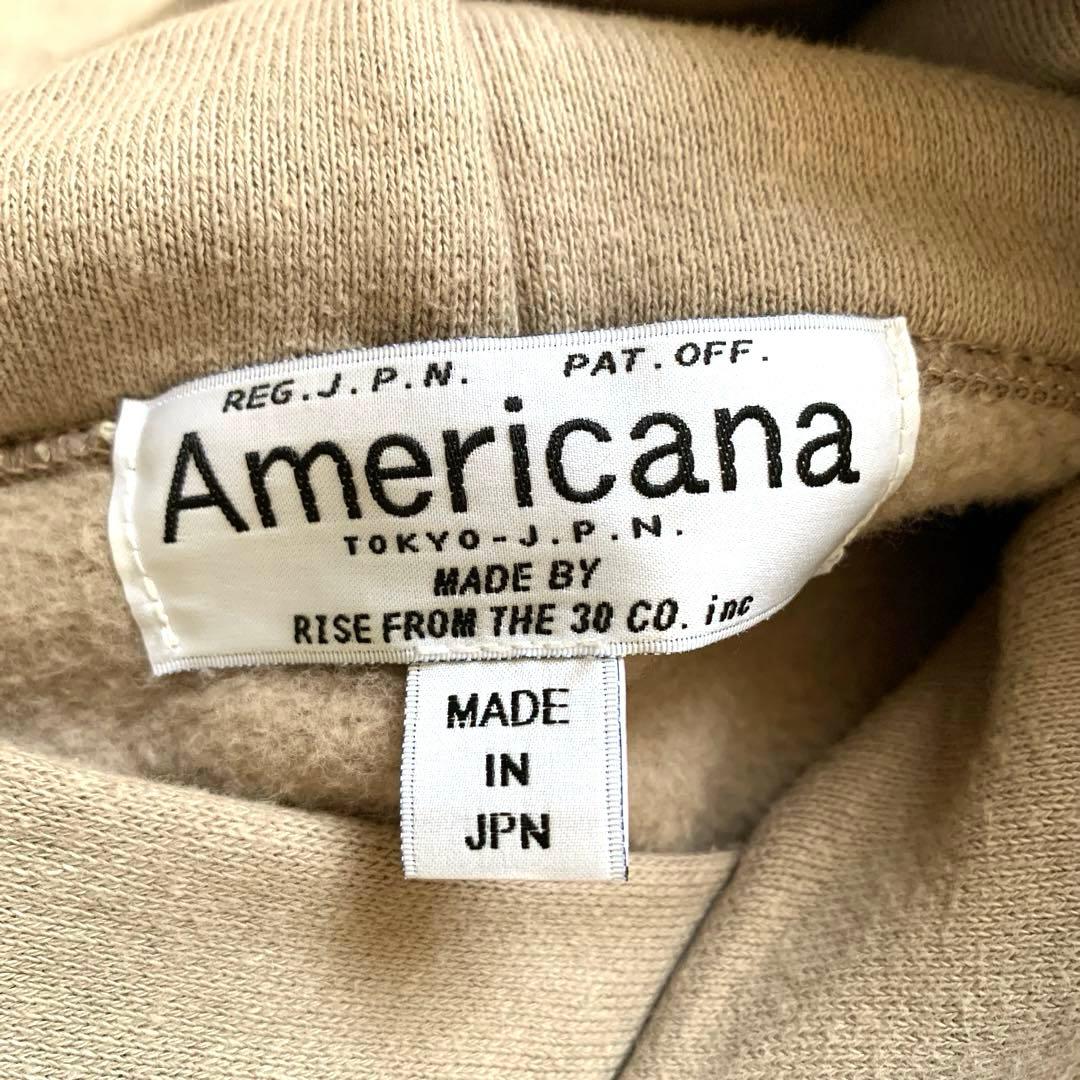 REG.J.P.N. PAT.OFF.
Americana
TOKYO-J.P.N.
MADE BY
RISE FROM THE 30 CO. inc
MADE
IN
JPN